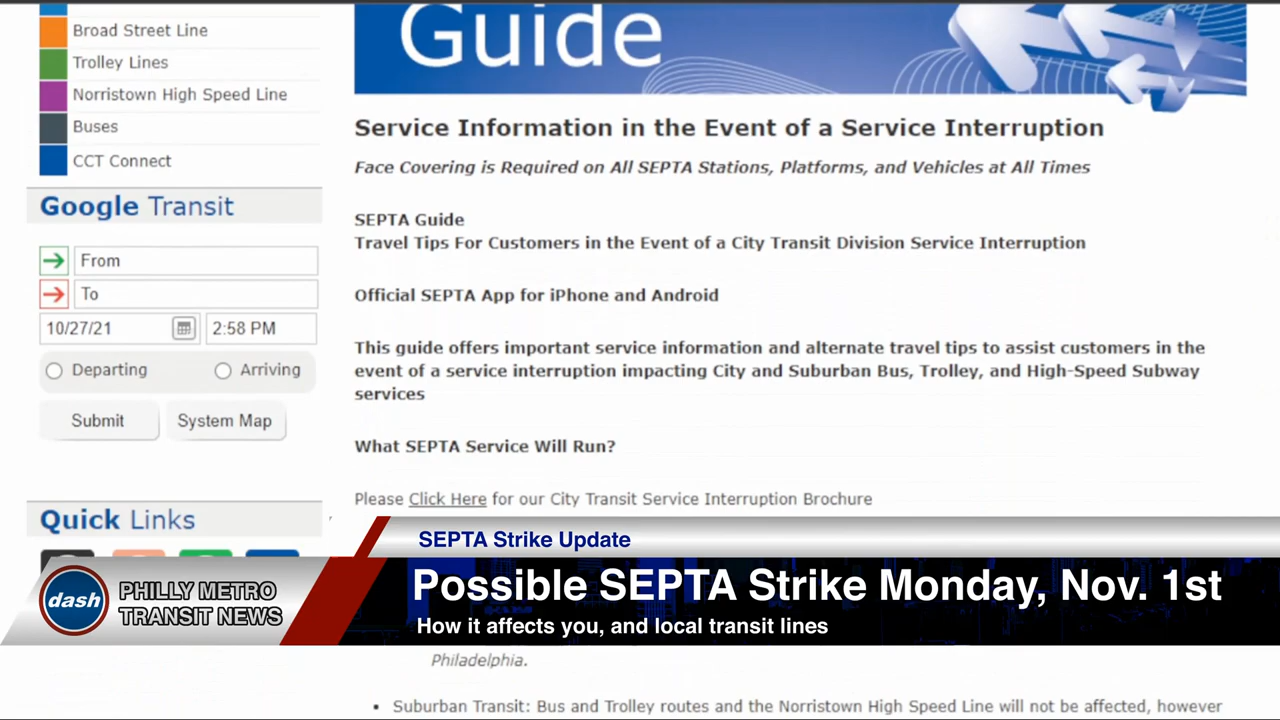 Broad Street Line
Trolley Lines
Norristown High Speed Line
Buses
CCT Connect
Google Transit
From
To
10/27/21
2:58 PM
Departing
Arriving
Submit
System Map
Quick Links
Guide
Service Information in the Event of a Service Interruption
Face Covering is Required on All SEPTA Stations, Platforms, and Vehicles at All Times
SEPTA Guide
Travel Tips For Customers in the Event of a City Transit Division Service Interruption
Official SEPTA App for iPhone and Android
This guide offers important service information and alternate travel tips to assist customers in the
event of a service interruption impacting City and Suburban Bus, Trolley, and High-Speed Subway
services
What SEPTA Service Will Run?
Please Click Here for our City Transit Service Interruption Brochure
SEPTA Strike Update
dash
PHILLY METRO
TRANSIT NEWS
Possible SEPTA Strike Monday, Nov. 1st
How it affects you, and local transit lines
Philadelphia.
• Suburban Transit: Bus and Trolley routes and the Norristown High Speed Line will not be affected, however